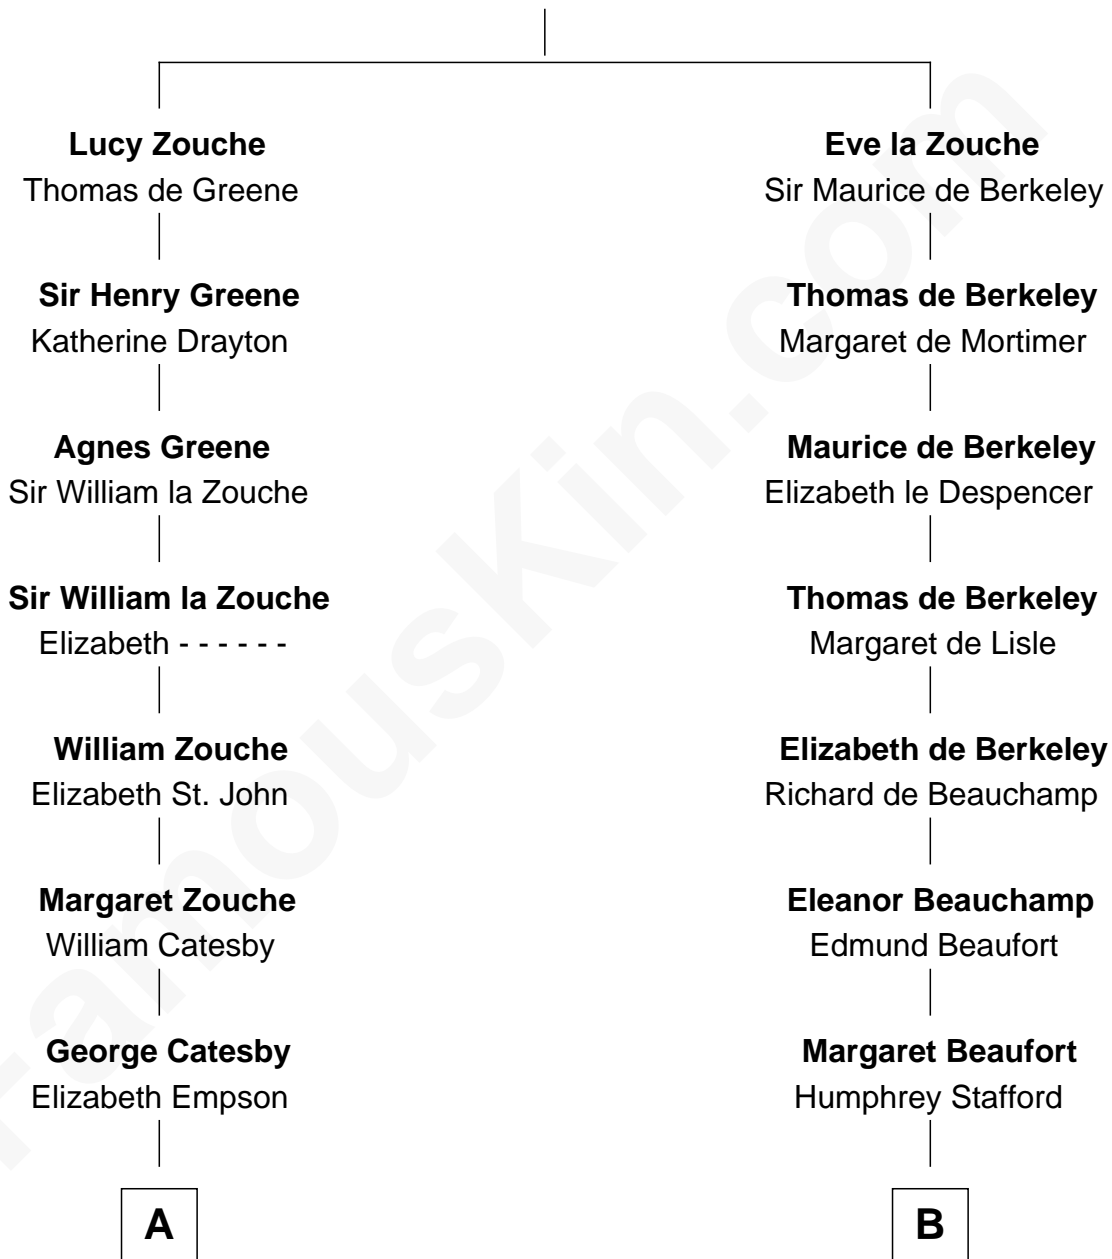 Lucy Zouche
Thomas de Greene
Eve la Zouche
Sir Maurice de Berkeley
Sir Henry Greene
Katherine Drayton
Thomas de Berkeley
Margaret de Mortimer
Agnes Greene
Sir William la Zouche
Maurice de Berkeley
Elizabeth le Despencer
Sir William la Zouche
Elizabeth - - - - - -
Thomas de Berkeley
Margaret de Lisle
William Zouche
Elizabeth St. John
Elizabeth de Berkeley
Richard de Beauchamp
Margaret Zouche
William Catesby
Eleanor Beauchamp
Edmund Beaufort
George Catesby
Elizabeth Empson
Margaret Beaufort
Humphrey Stafford
A
B
FamousKin.com